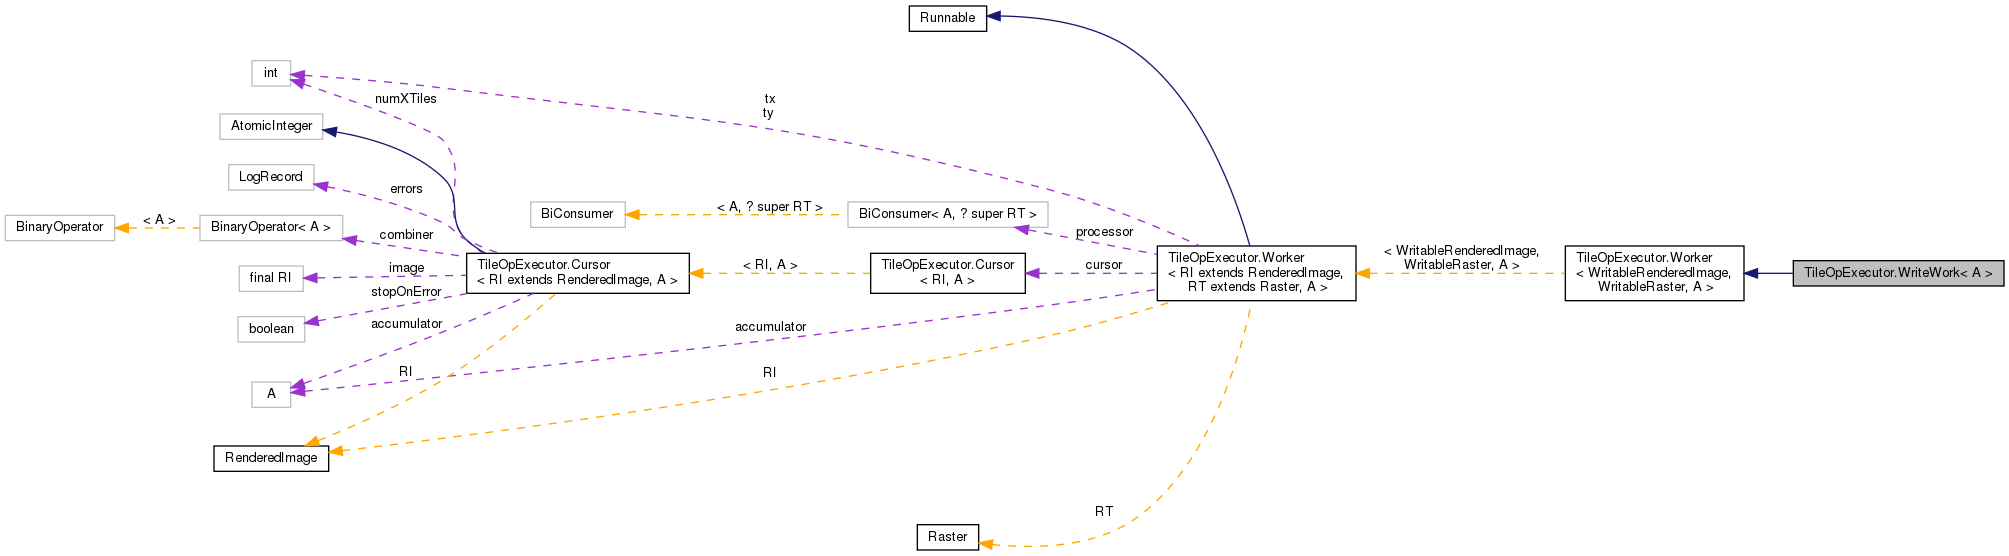 Runnable
int
numXTiles
tx
ty
AtomicInteger
LogRecord
errors
BinaryOperator
< A >
BinaryOperator< A >
combiner
BiConsumer
< A, ? super RT >
BiConsumer< A, ? super RT >
processor
final RI
image
TileOpExecutor.Cursor
< RI extends RenderedImage, A >
< RI, A >
TileOpExecutor.Cursor
< RI, A >
cursor
TileOpExecutor.Worker
< RI extends RenderedImage,
RT extends Raster, A >
< WritableRenderedImage,
WritableRaster, A >
TileOpExecutor.Worker
< WritableRenderedImage,
WritableRaster, A >
TileOpExecutor.WriteWork< A >
stopOnError
boolean
accumulator
accumulator
A
RI
RI
RenderedImage
RT
Raster